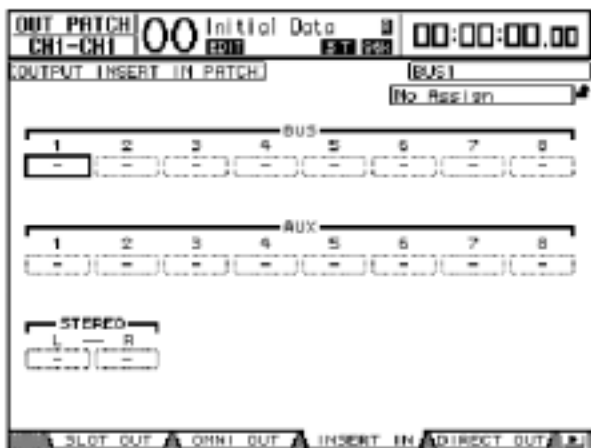 OUT PATCH
CH1-CH1
00 Initial Data
EDIT ST
00:00:00.00
OUTPUT INSERT IN PATCH
BUS1
No Assign
BUS
1 2 3 4 5 6 7 8
- - - - - - - -
AUX
1 2 3 4 5 6 7 8
- - - - - - - -
STEREO
L — R
- -
SLOT OUT OMNI OUT INSERT IN DIRECT OUT